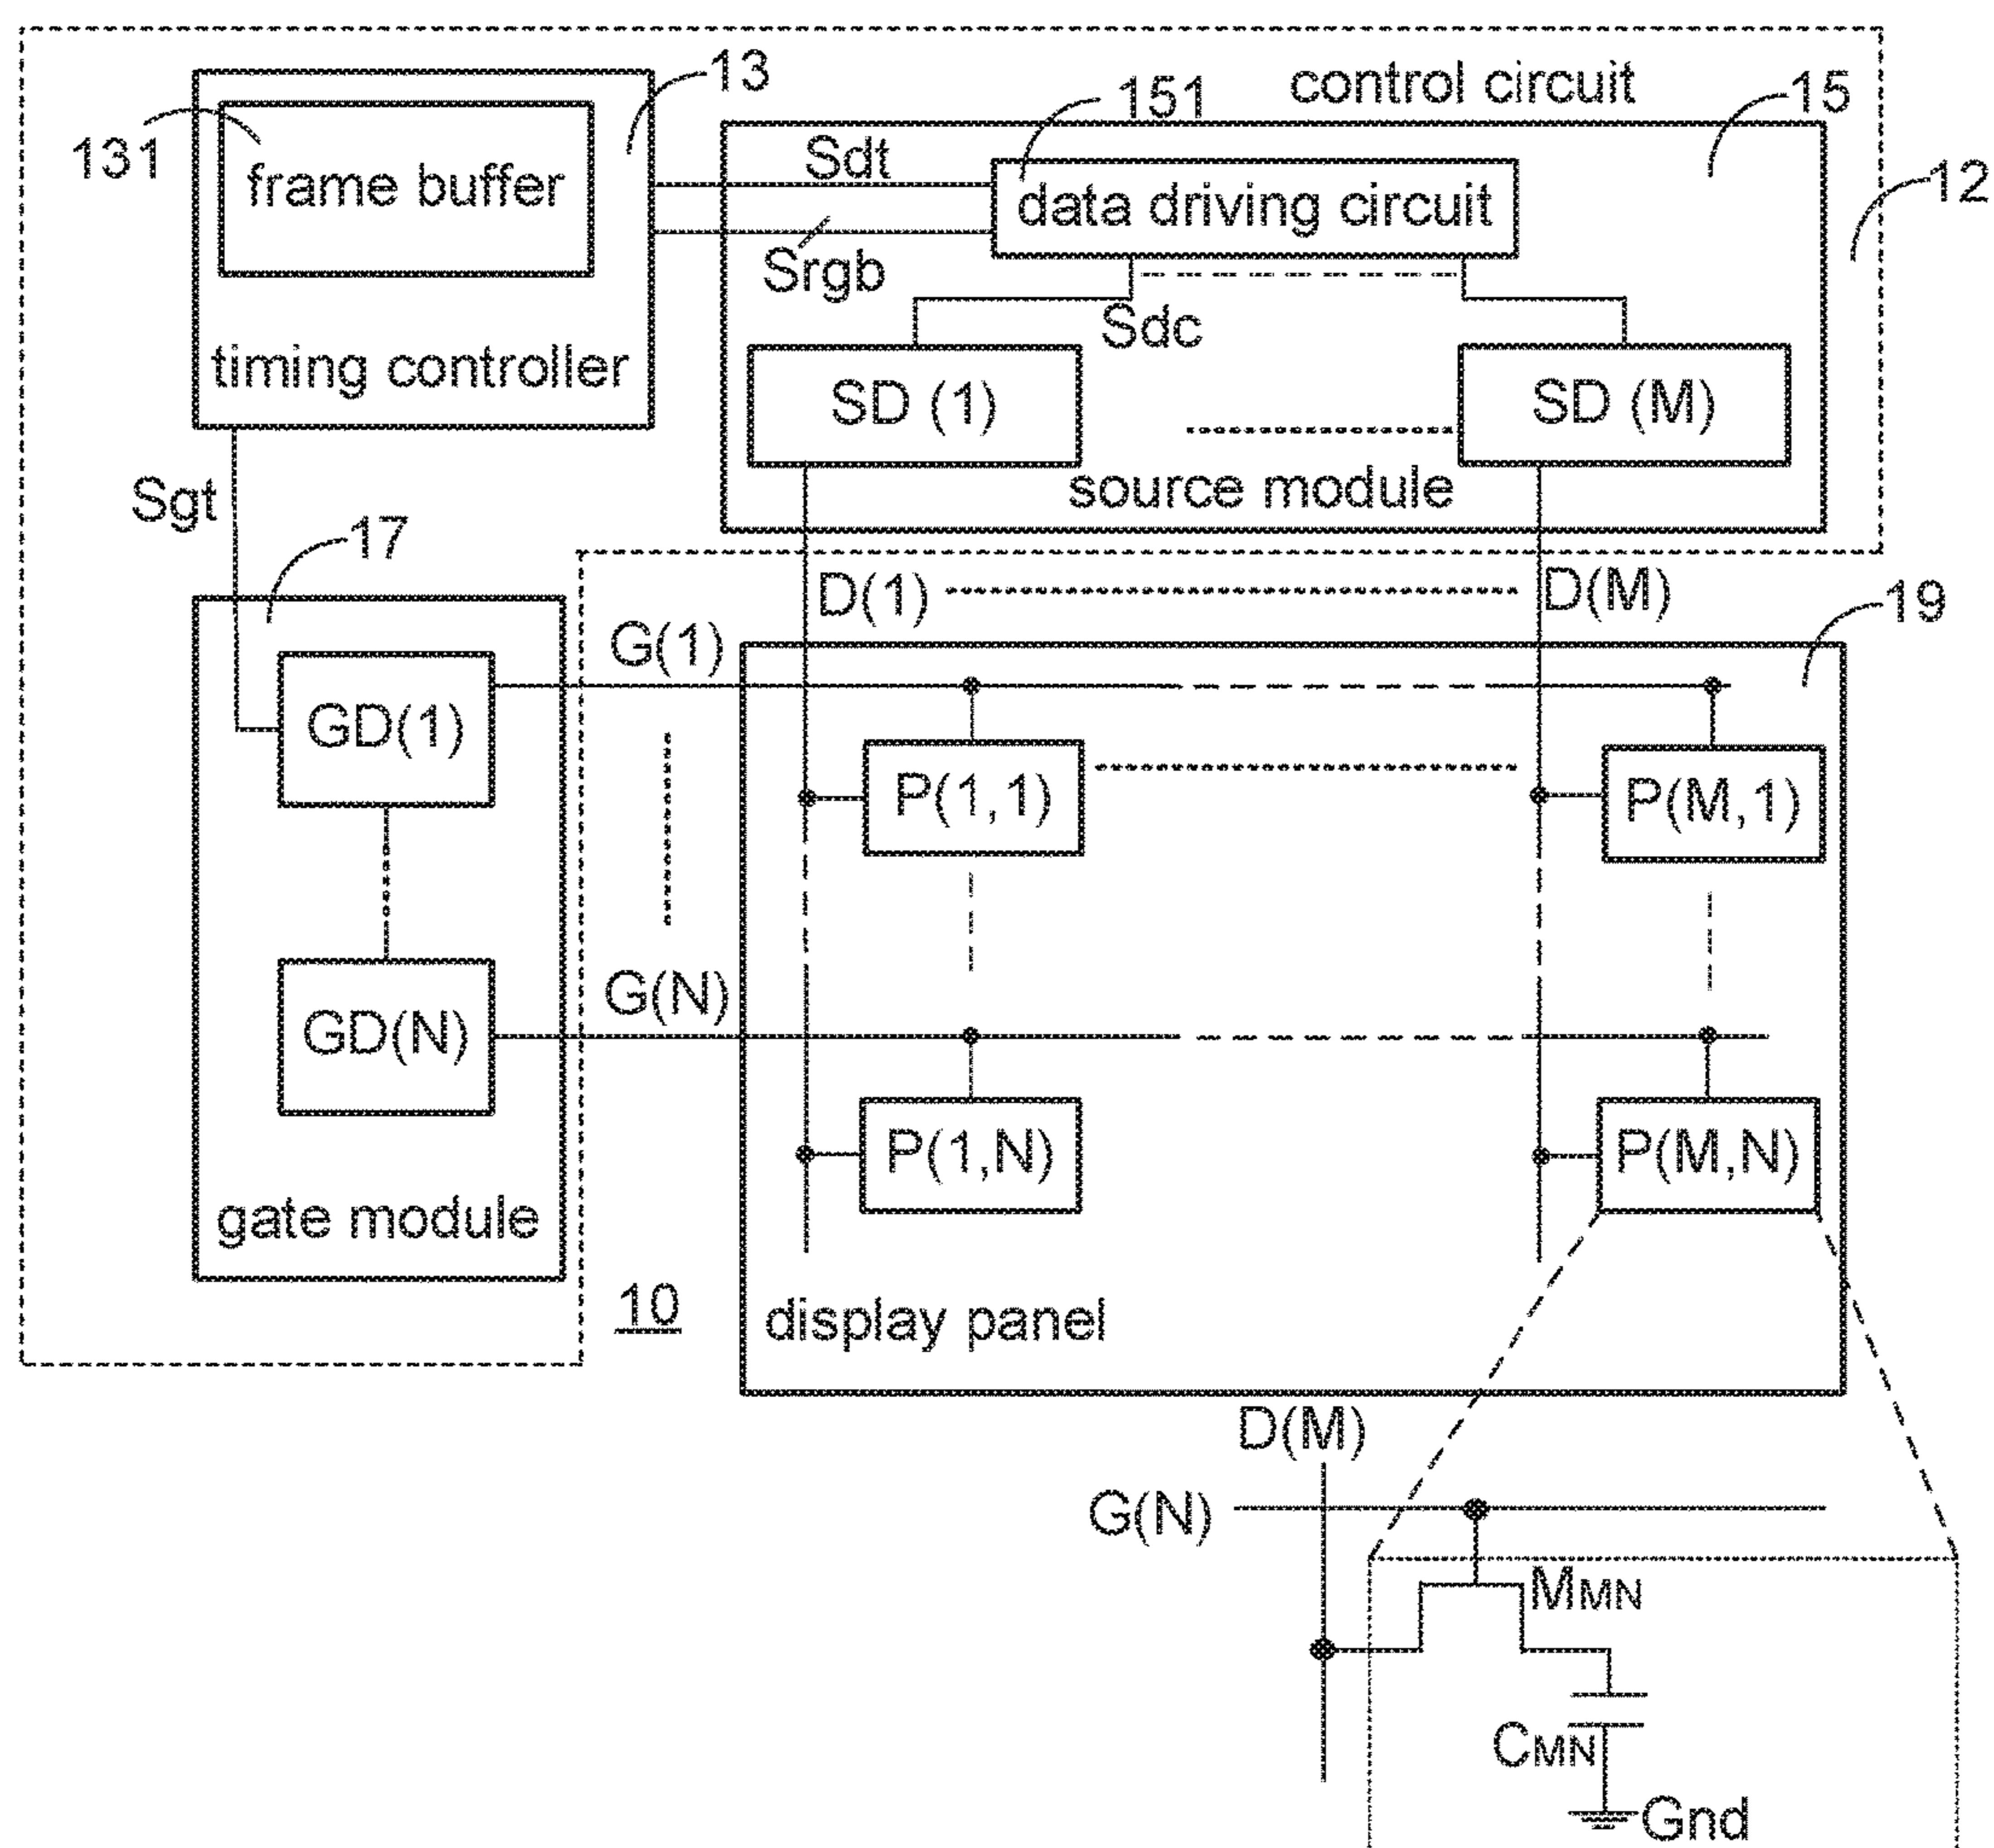 13
131
frame buffer
timing controller
control circuit
151
15
12
Sdt
data driving circuit
Srgb
Sdc
SD (1)
SD (M)
source module
Sgt
17
D(1)
D(M)
19
G(1)
GD(1)
P(1,1)
P(M,1)
G(N)
GD(N)
P(1,N)
P(M,N)
gate module
10
display panel
D(M)
G(N)
MMN
CMN
Gnd